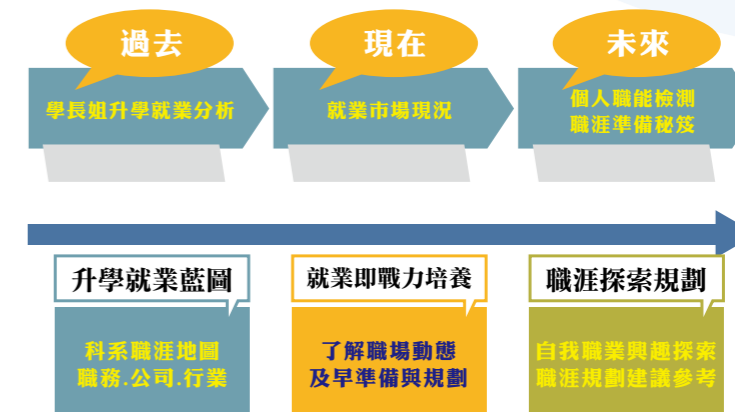 過去
現在
未來
學長姐升學就業分析
就業市場現況
個人職能檢測
職涯準備秘笈
升學就業藍圖
就業即戰力培養
職涯探索規劃
科系職涯地圖
職務.公司.行業
了解職場動態
及早準備與規劃
自我職業興趣探索
職涯規劃建議參考